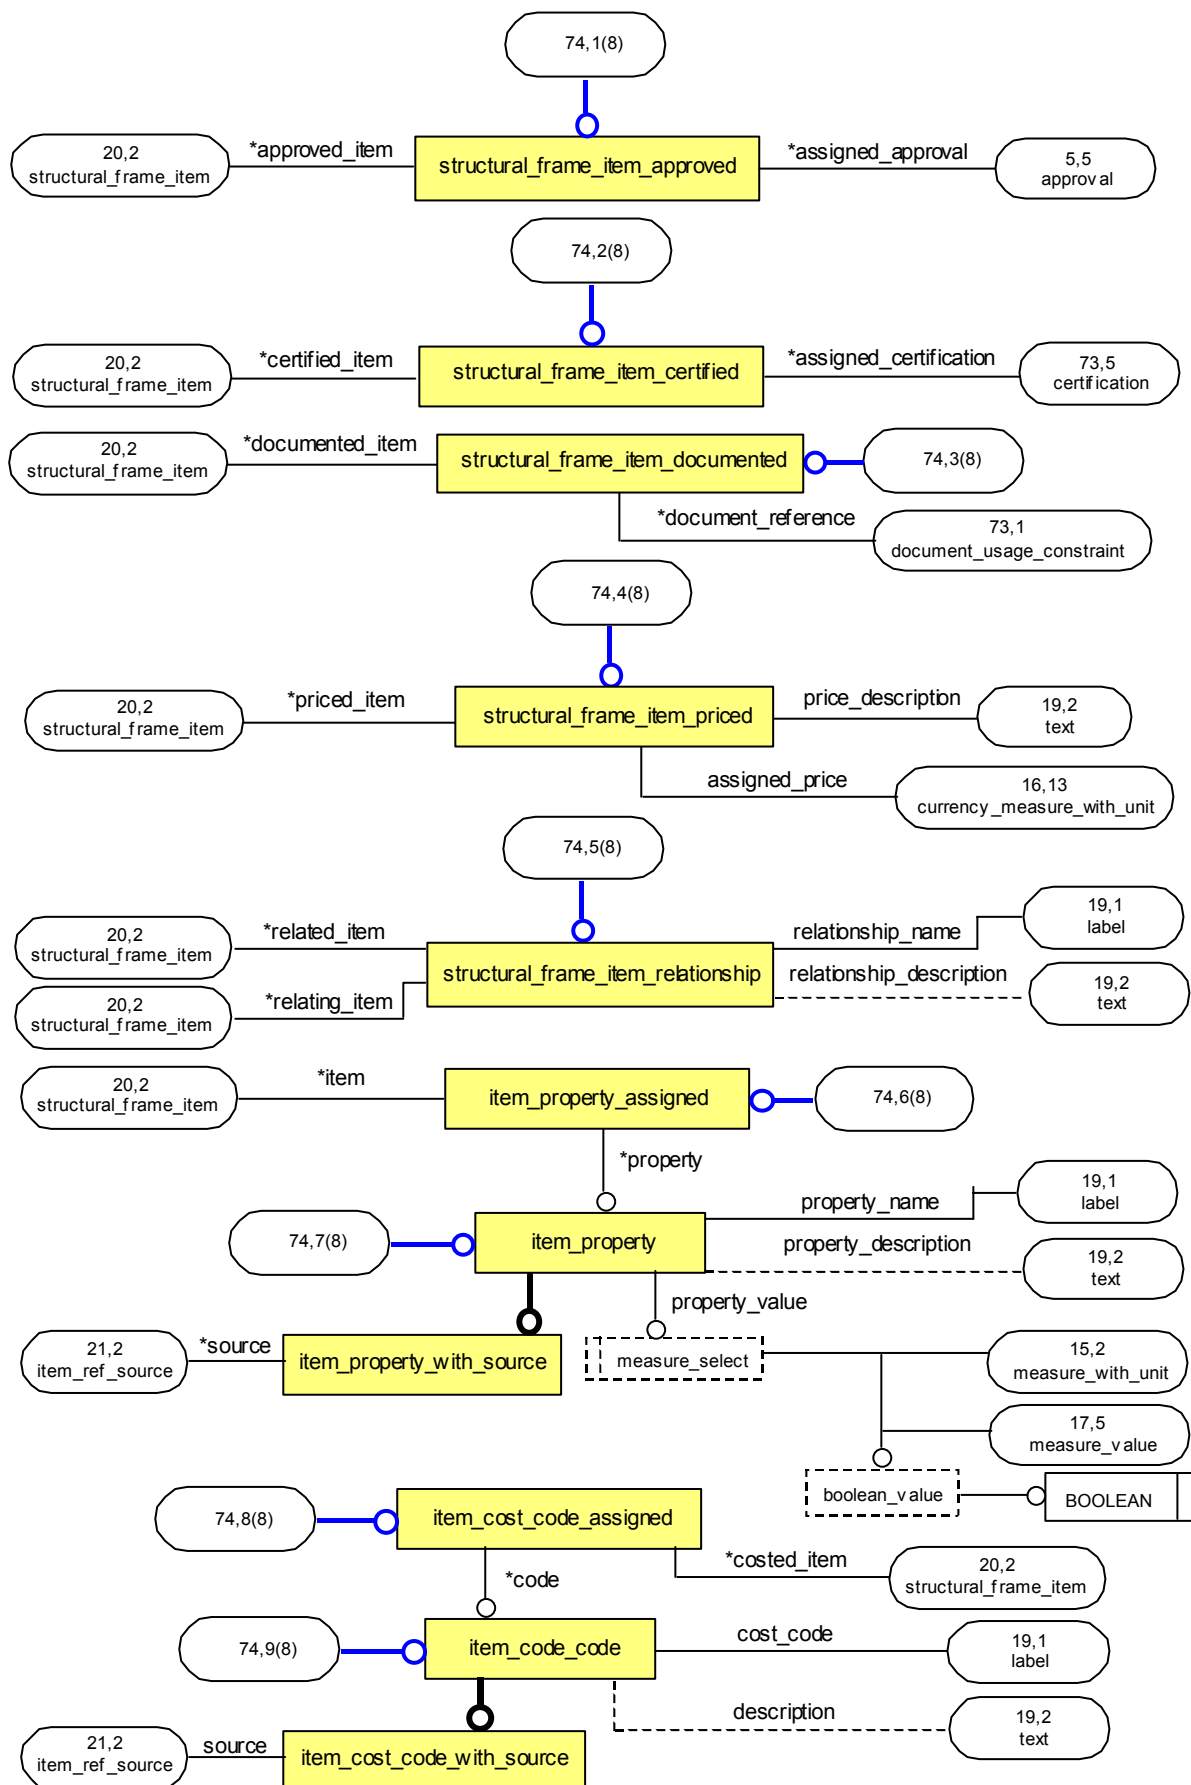 74,1(8)
20,2
structural_frame_item
*approved_item
structural_frame_item_approved
*assigned_approval
5,5
approval
74,2(8)
20,2
structural_frame_item
*certified_item
structural_frame_item_certified
*assigned_certification
73,5
certification
20,2
structural_frame_item
*documented_item
structural_frame_item_documented
74,3(8)
*document_reference
73,1
document_usage_constraint
74,4(8)
20,2
structural_frame_item
*priced_item
structural_frame_item_priced
price_description
19,2
text
assigned_price
16,13
currency_measure_with_unit
74,5(8)
20,2
structural_frame_item
*related_item
structural_frame_item_relationship
relationship_name
19,1
label
20,2
structural_frame_item
*relating_item
relationship_description
19,2
text
20,2
structural_frame_item
*item
item_property_assigned
74,6(8)
*property
74,7(8)
item_property
property_name
19,1
label
property_description
19,2
text
property_value
21,2
item_ref_source
*source
item_property_with_source
measure_select
15,2
measure_with_unit
17,5
measure_value
boolean_value
BOOLEAN
74,8(8)
item_cost_code_assigned
*code
*costed_item
20,2
structural_frame_item
74,9(8)
item_code_code
cost_code
19,1
label
description
19,2
text
21,2
item_ref_source
source
item_cost_code_with_source